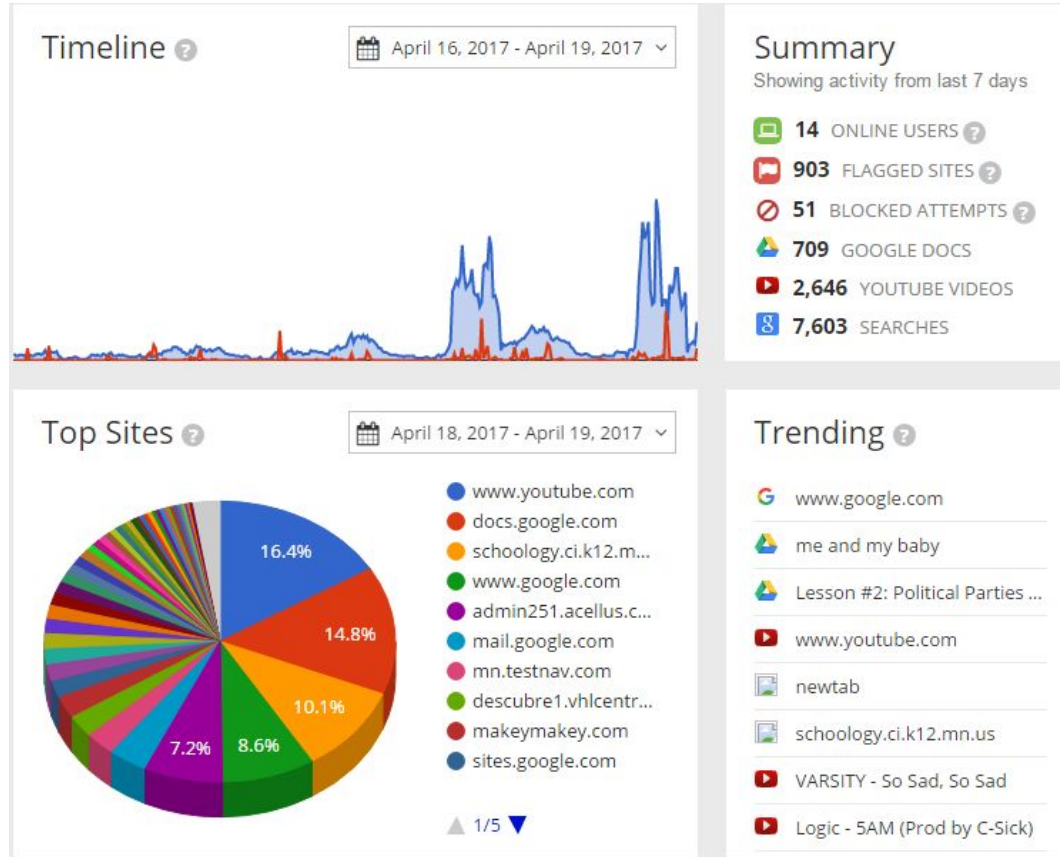 Timeline ?
April 16, 2017 - April 19, 2017
Summary
Showing activity from last 7 days
14 ONLINE USERS ?
903 FLAGGED SITES ?
51 BLOCKED ATTEMPTS ?
709 GOOGLE DOCS
2,646 YOUTUBE VIDEOS
8 7,603 SEARCHES
Top Sites ?
April 18, 2017 - April 19, 2017
16.4%
14.8%
10.1%
8.6%
7.2%
www.youtube.com
docs.google.com
schoology.ci.k12.m...
www.google.com
admin251.acellus.c...
mail.google.com
mn.testnav.com
descubre1.vhlcentr...
makeymakey.com
sites.google.com
1/5
Trending ?
G www.google.com
me and my baby
Lesson #2: Political Parties ...
www.youtube.com
newtab
schoology.ci.k12.mn.us
VARSITY - So Sad, So Sad
Logic - 5AM (Prod by C-Sick)